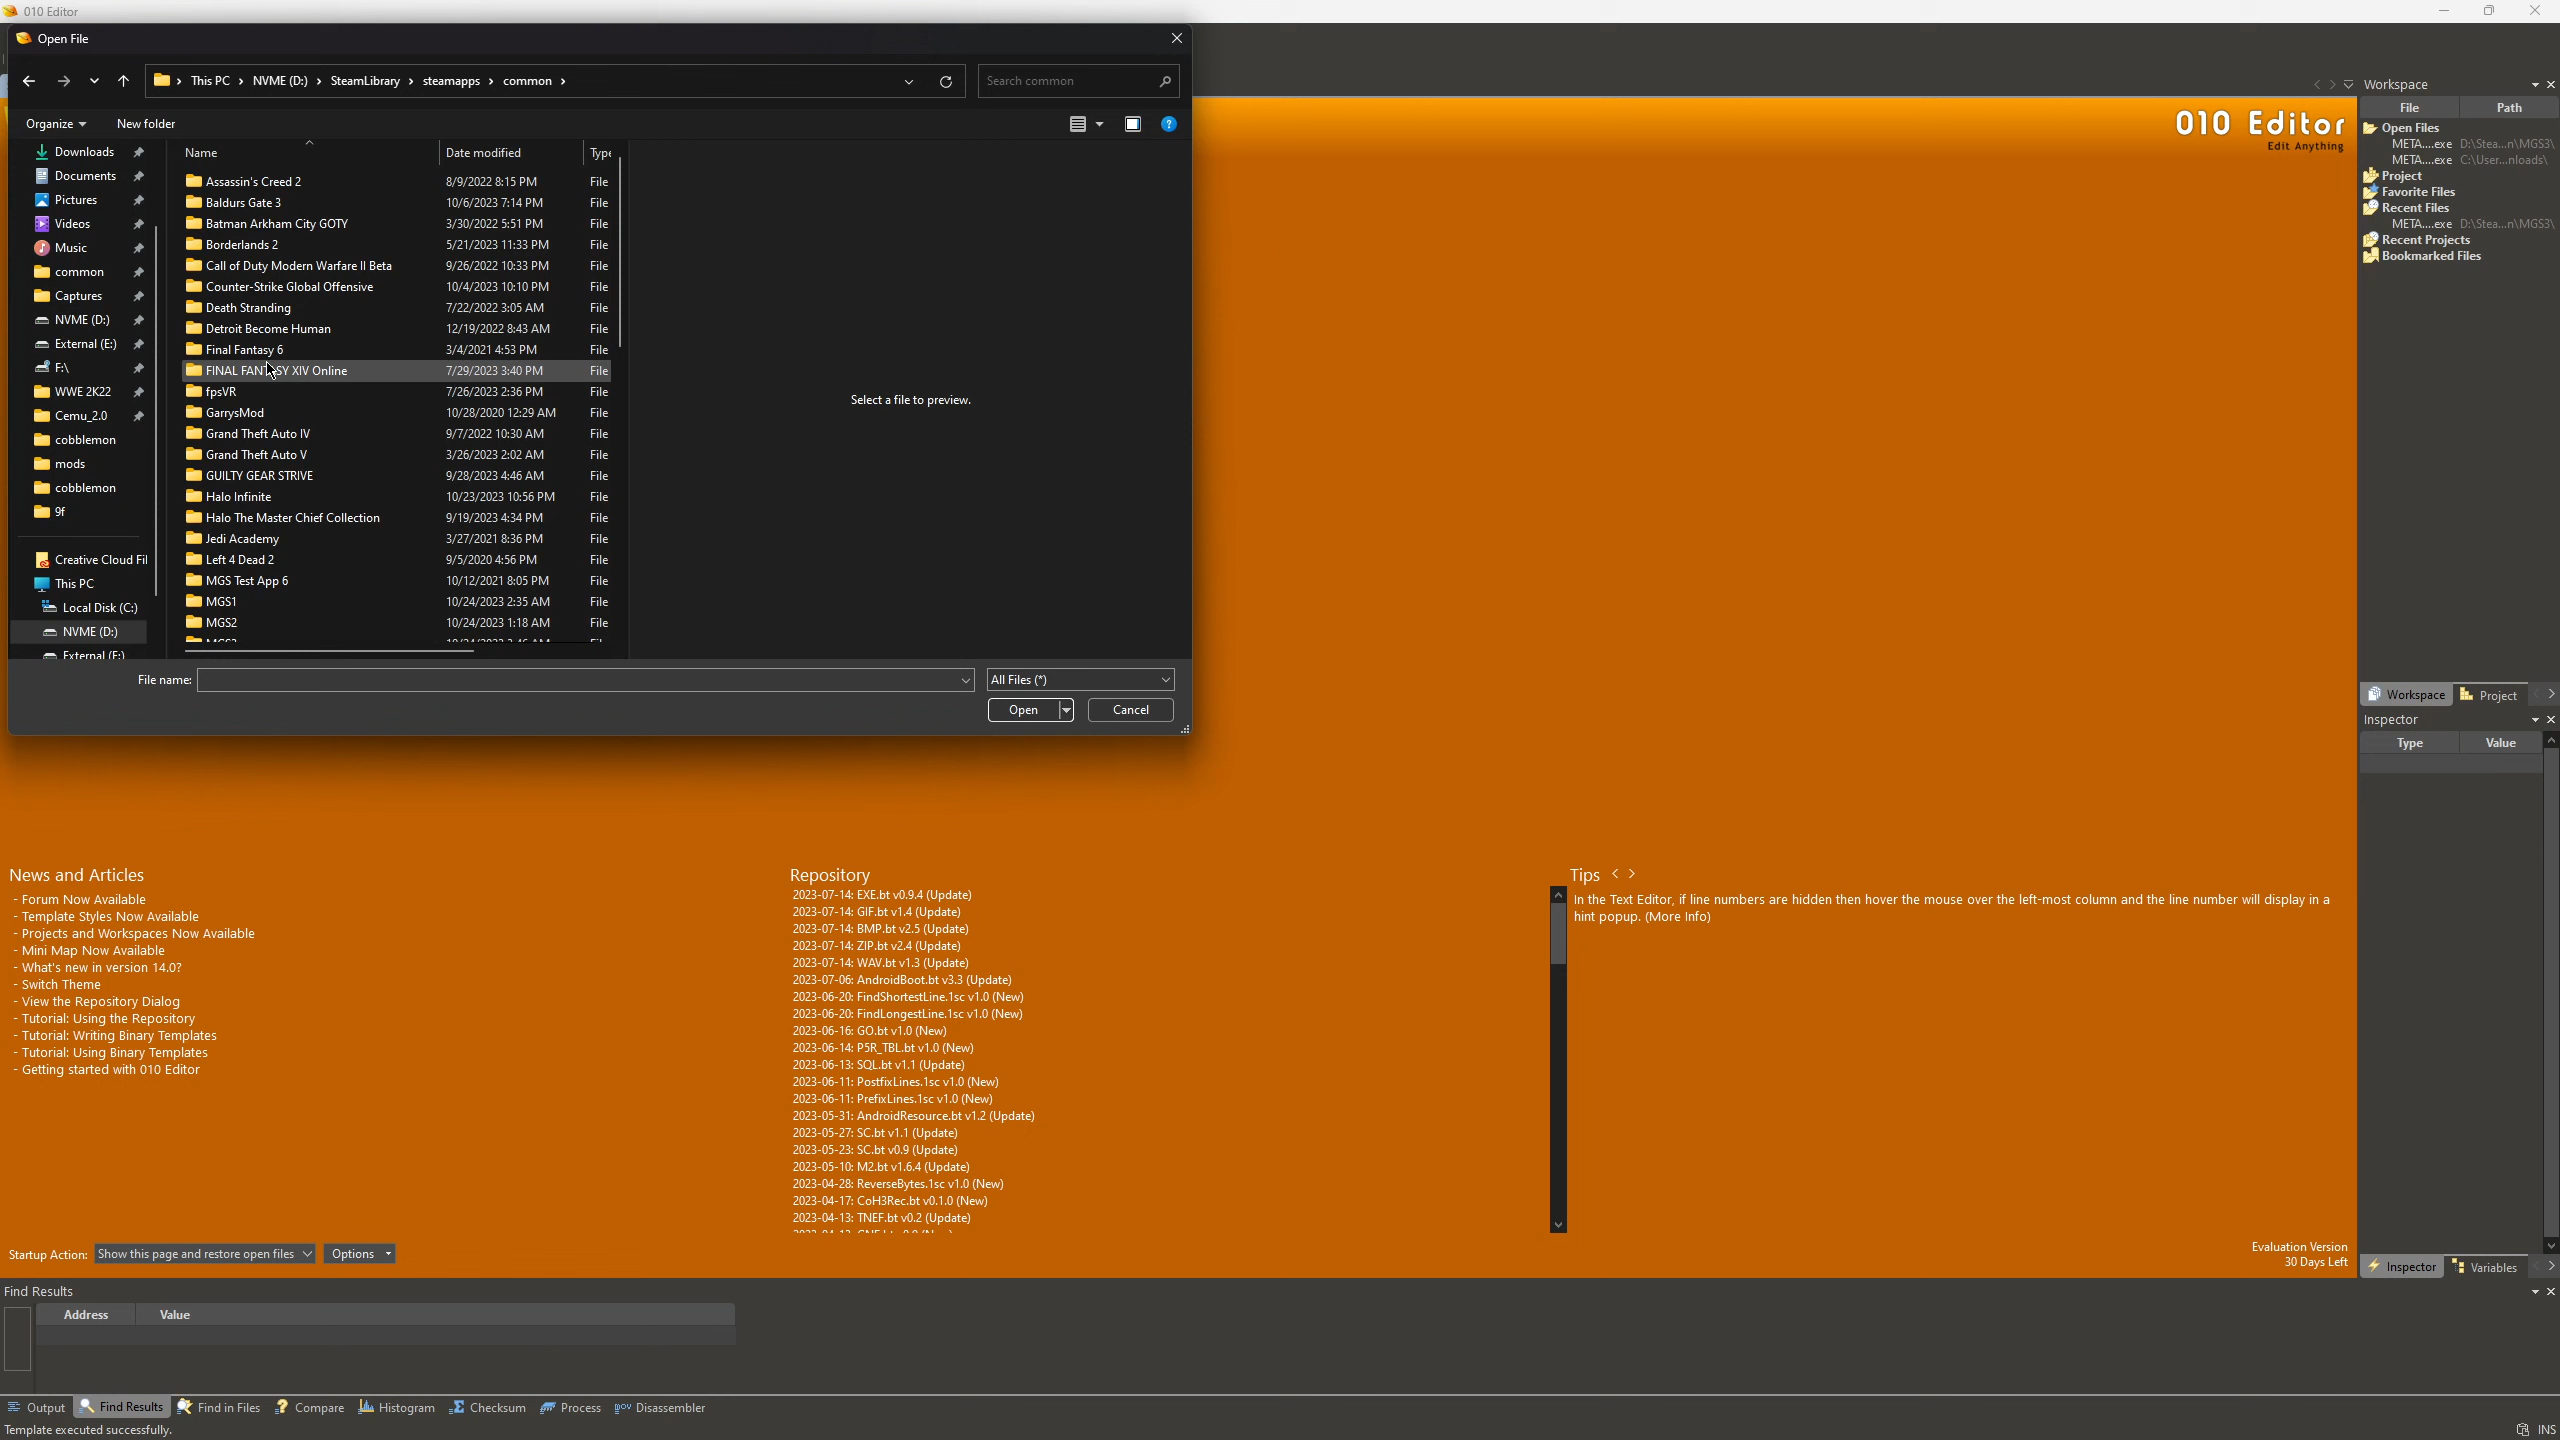 010 Editor
Open File
This PC > NVME (D:) > SteamLibrary > steamapps > common >
Search common
Organize
New folder
Name
Date modified
Type
Downloads
Documents
Pictures
Videos
Music
common
Captures
NVME (D:)
External (E:)
F:\
WWE 2K22
Cemu_2.0
cobblemon
mods
cobblemon
9f
Creative Cloud Fil
This PC
Local Disk (C:)
NVME (D:)
External (E:)
Assassin's Creed 2 8/9/2022 8:15 PM File
Baldurs Gate 3 10/6/2023 7:14 PM File
Batman Arkham City GOTY 3/30/2022 5:51 PM File
Borderlands 2 5/21/2023 11:33 PM File
Call of Duty Modern Warfare II Beta 9/26/2022 10:33 PM File
Counter-Strike Global Offensive 10/4/2023 10:10 PM File
Death Stranding 7/22/2022 3:05 AM File
Detroit Become Human 12/19/2022 8:43 AM File
Final Fantasy 6 3/4/2021 4:53 PM File
FINAL FANTASY XIV Online 7/29/2023 3:40 PM File
fpsVR 7/26/2023 2:36 PM File
GarrysMod 10/28/2020 12:29 AM File
Grand Theft Auto IV 9/7/2022 10:30 AM File
Grand Theft Auto V 3/26/2023 2:02 AM File
GUILTY GEAR STRIVE 9/28/2023 4:46 AM File
Halo Infinite 10/23/2023 10:56 PM File
Halo The Master Chief Collection 9/19/2023 4:34 PM File
Jedi Academy 3/27/2021 8:36 PM File
Left 4 Dead 2 9/5/2020 4:56 PM File
MGS Test App 6 10/12/2021 8:05 PM File
MGS1 10/24/2023 2:35 AM File
MGS2 10/24/2023 1:18 AM File
Select a file to preview.
File name:
All Files (*)
Open
Cancel
010 Editor
Edit Anything
Workspace
File Path
Open Files
META....exe D:\Stea...n\MGS3\
META....exe C:\User...nloads\
Project
Favorite Files
Recent Files
META....exe D:\Stea...n\MGS3\
Recent Projects
Bookmarked Files
Workspace Project
Inspector
Type Value
Inspector Variables
News and Articles
- Forum Now Available
- Template Styles Now Available
- Projects and Workspaces Now Available
- Mini Map Now Available
- What's new in version 14.0?
- Switch Theme
- View the Repository Dialog
- Tutorial: Using the Repository
- Tutorial: Writing Binary Templates
- Tutorial: Using Binary Templates
- Getting started with 010 Editor
Repository
2023-07-14: EXE.bt v0.9.4 (Update)
2023-07-14: GIF.bt v1.4 (Update)
2023-07-14: BMP.bt v2.5 (Update)
2023-07-14: ZIP.bt v2.4 (Update)
2023-07-14: WAV.bt v1.3 (Update)
2023-07-06: AndroidBoot.bt v3.3 (Update)
2023-06-20: FindShortestLine.1sc v1.0 (New)
2023-06-20: FindLongestLine.1sc v1.0 (New)
2023-06-16: GO.bt v1.0 (New)
2023-06-14: P5R_TBL.bt v1.0 (New)
2023-06-13: SQL.bt v1.1 (Update)
2023-06-11: PostfixLines.1sc v1.0 (New)
2023-06-11: PrefixLines.1sc v1.0 (New)
2023-05-31: AndroidResource.bt v1.2 (Update)
2023-05-27: SC.bt v1.1 (Update)
2023-05-23: SC.bt v0.9 (Update)
2023-05-10: M2.bt v1.6.4 (Update)
2023-04-28: ReverseBytes.1sc v1.0 (New)
2023-04-17: CoH3Rec.bt v0.1.0 (New)
2023-04-13: TNEF.bt v0.2 (Update)
Tips < >
In the Text Editor, if line numbers are hidden then hover the mouse over the left-most column and the line number will display in a
hint popup. (More Info)
Startup Action: Show this page and restore open files
Options
Evaluation Version
30 Days Left
Find Results
Address Value
Output Find Results Find in Files Compare Histogram Checksum Process Disassembler
Template executed successfully.
INS